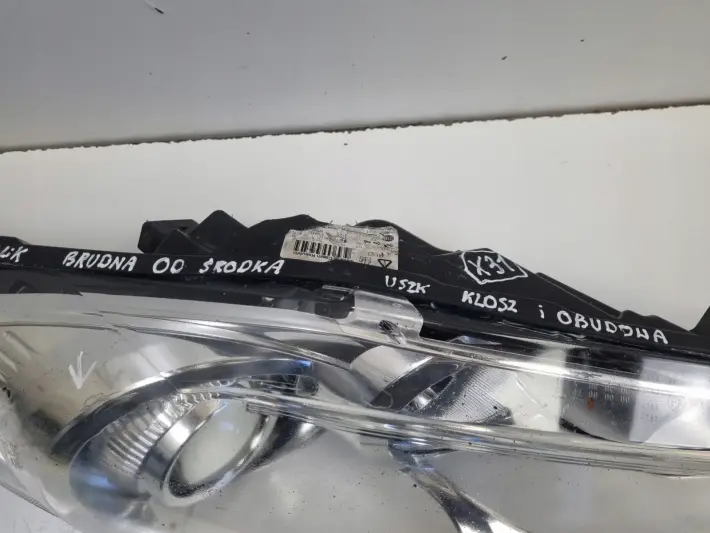 BRUDNA OD ŚRODKA
X31
USZK KLOSZ i OBUDOWA